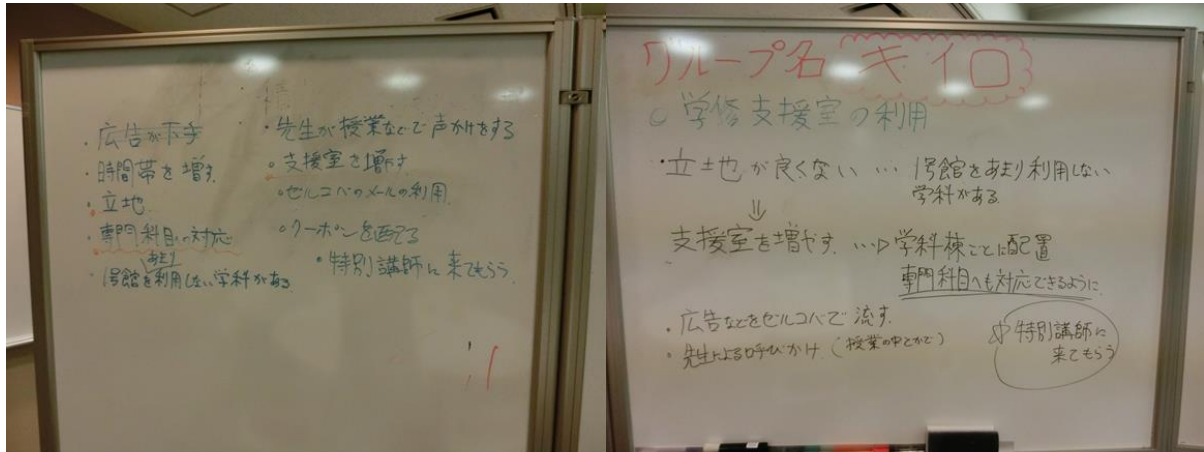 ・広告が下手
・時間帯を増す
・立地
・専門科目への対応
あまり
1号館を利用しない学科がある
・先生が授業などで声かけをする
・支援室を増やす
・ゼルコバのメールの利用
・クーポンを配る
・特別講師に来てもらう
グループ名 キイロ
○学修支援室の利用
・立地が良くない … 1号館をあまり利用しない
学科がある
⇓
支援室を増やす …▷ 学科棟ごとに配置
専門科目へも対応できるように
・広告などをゼルコバで流す
・先生による呼びかけ (授業の中とかで)
特別講師に
来てもらう